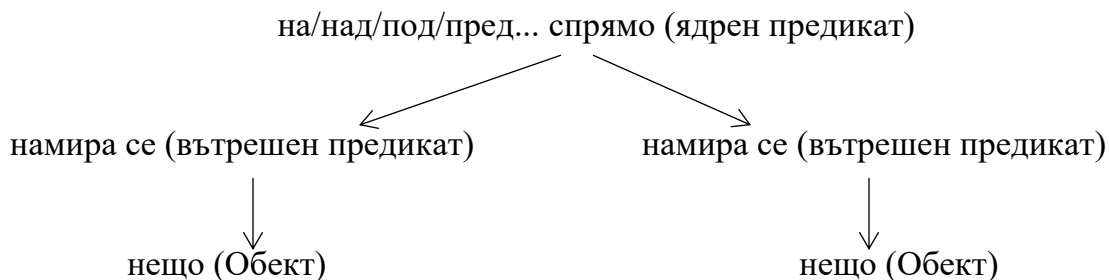 на/над/под/пред... спрямо (ядрен предикат)
намира се (вътрешен предикат) намира се (вътрешен предикат)
нещо (Обект) нещо (Обект)